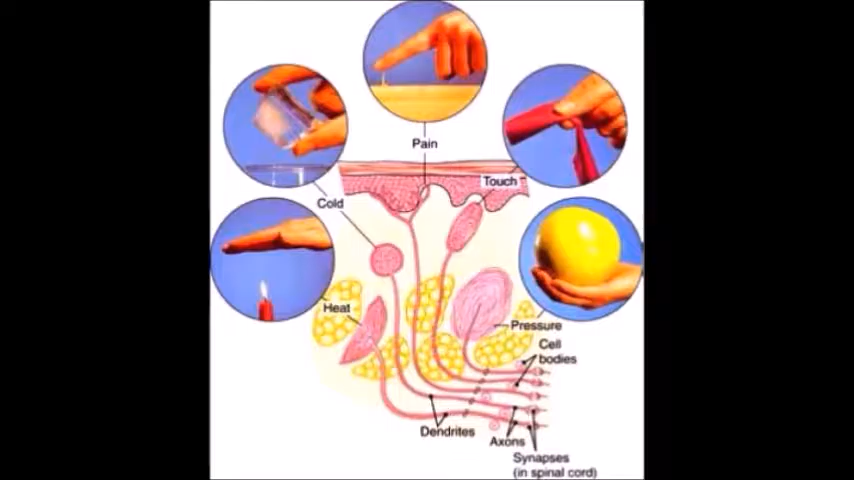 Pain
Touch
Cold
Heat
Pressure
Cell
bodies
Dendrites
Axons
Synapses
(in spinal cord)